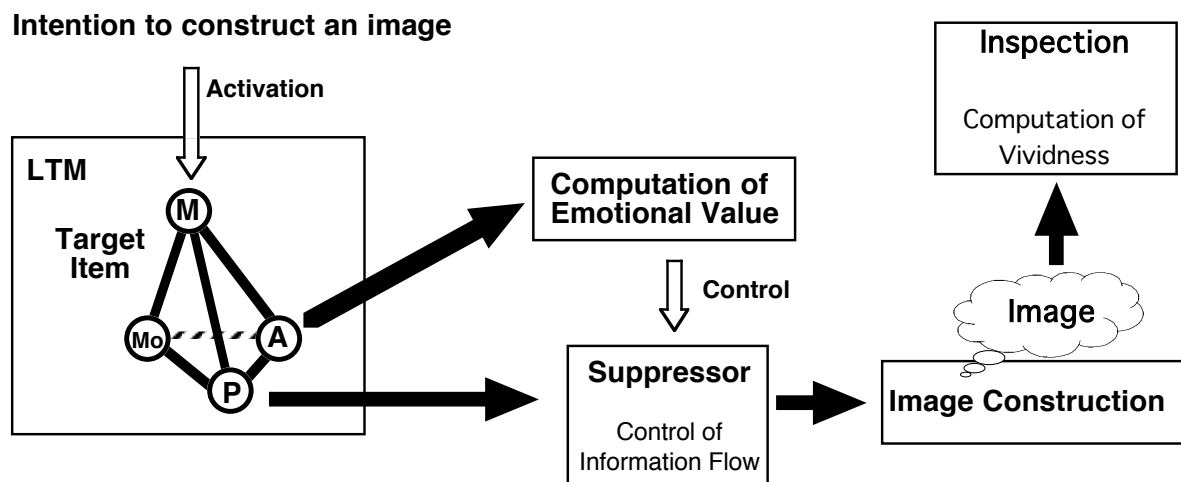 Intention to construct an image
Activation
LTM
M
Target
Item
Mo
A
P
Computation of
Emotional Value
Control
Suppressor
Control of
Information Flow
Image Construction
Image
Inspection
Computation of
Vividness